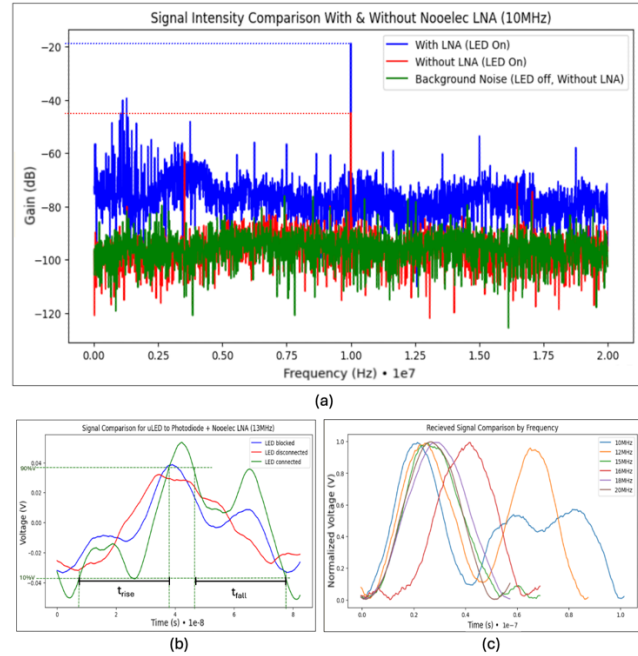 Signal Intensity Comparison With & Without Nooelec LNA (10MHz)
With LNA (LED On)
Without LNA (LED On)
Background Noise (LED off, Without LNA)
Gain (dB)
−20
−40
−60
−80
−100
−120
0.00 0.25 0.50 0.75 1.00 1.25 1.50 1.75 2.00
Frequency (Hz) • 1e7
(a)
Signal Comparison for uLED to Photodiode + Nooelec LNA (13MHz)
LED blocked
LED disconnected
LED connected
Voltage (V)
0.04
90%V
0.02
0.00
−0.02
10%V
−0.04
trise
tfall
0 2 4 6 8
Time (s) • 1e-8
(b)
Recieved Signal Comparison by Frequency
10MHz
12MHz
15MHz
16MHz
18MHz
20MHz
Normalized Voltage (V)
1.0
0.8
0.6
0.4
0.2
0.0
0.0 0.2 0.4 0.6 0.8 1.0
Time (s) • 1e-7
(c)